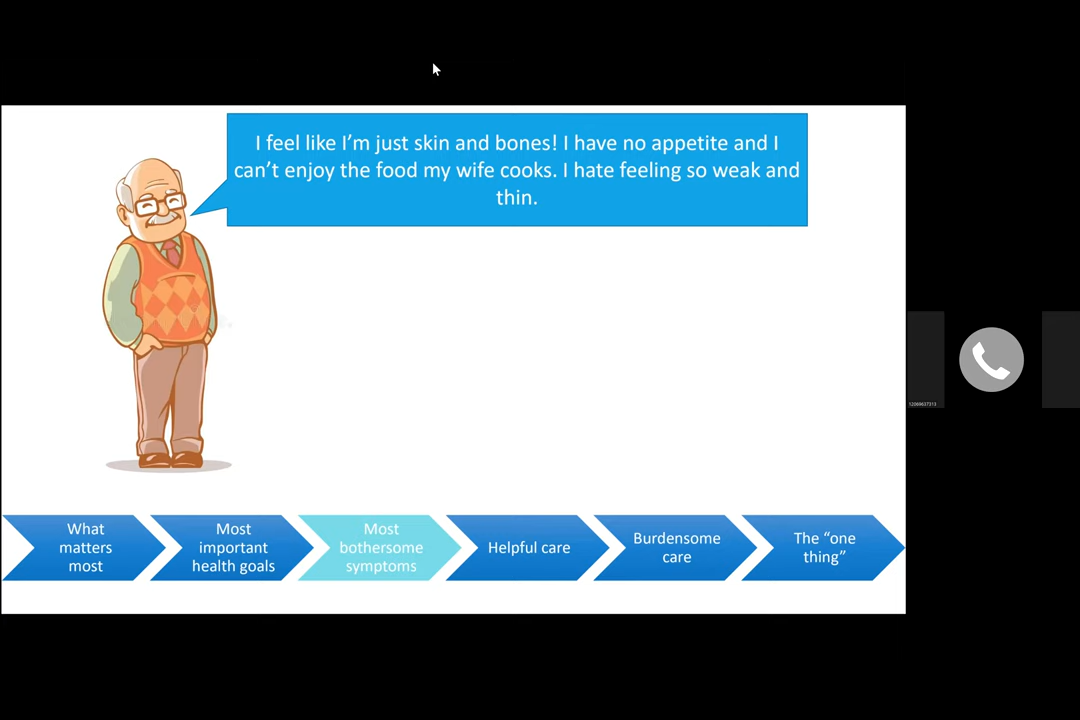 I feel like I’m just skin and bones! I have no appetite and I
can’t enjoy the food my wife cooks. I hate feeling so weak and
thin.
What
matters
most
Most
important
health goals
Most
bothersome
symptoms
Helpful care
Burdensome
care
The “one
thing”